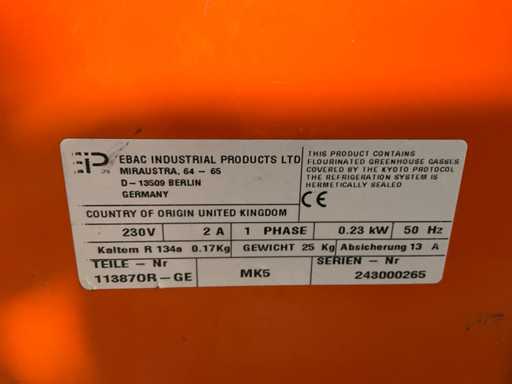 EIP EBAC INDUSTRIAL PRODUCTS LTD
MIRAUSTRA, 64 – 65
D–13509 BERLIN
GERMANY
THIS PRODUCT CONTAINS
FLOURINATED GREENHOUSE GASSES
COVERED BY THE KYOTO PROTOCOL
THE REFRIGERATION SYSTEM IS
HERMETICALLY SEALED
CE
COUNTRY OF ORIGIN UNITED KINGDOM
230V 2 A 1 PHASE 0.23 kW 50 Hz
Kaltem R 134a 0.17Kg GEWICHT 25 Kg Absicherung 13 A
TEILE – Nr MK5 SERIEN – Nr
11387OR–GE 243000265